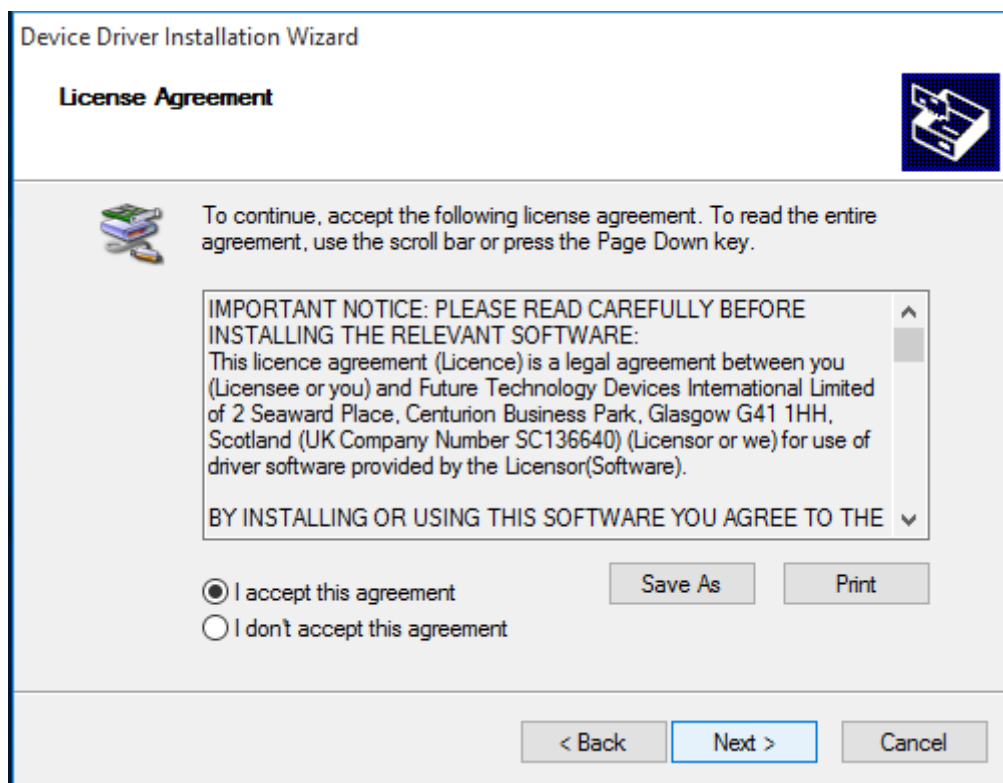 Device Driver Installation Wizard
License Agreement
To continue, accept the following license agreement. To read the entire
agreement, use the scroll bar or press the Page Down key.
IMPORTANT NOTICE: PLEASE READ CAREFULLY BEFORE
INSTALLING THE RELEVANT SOFTWARE:
This licence agreement (Licence) is a legal agreement between you
(Licensee or you) and Future Technology Devices International Limited
of 2 Seaward Place, Centurion Business Park, Glasgow G41 1HH,
Scotland (UK Company Number SC136640) (Licensor or we) for use of
driver software provided by the Licensor(Software).
BY INSTALLING OR USING THIS SOFTWARE YOU AGREE TO THE
I accept this agreement
Save As
Print
I don't accept this agreement
< Back
Next >
Cancel